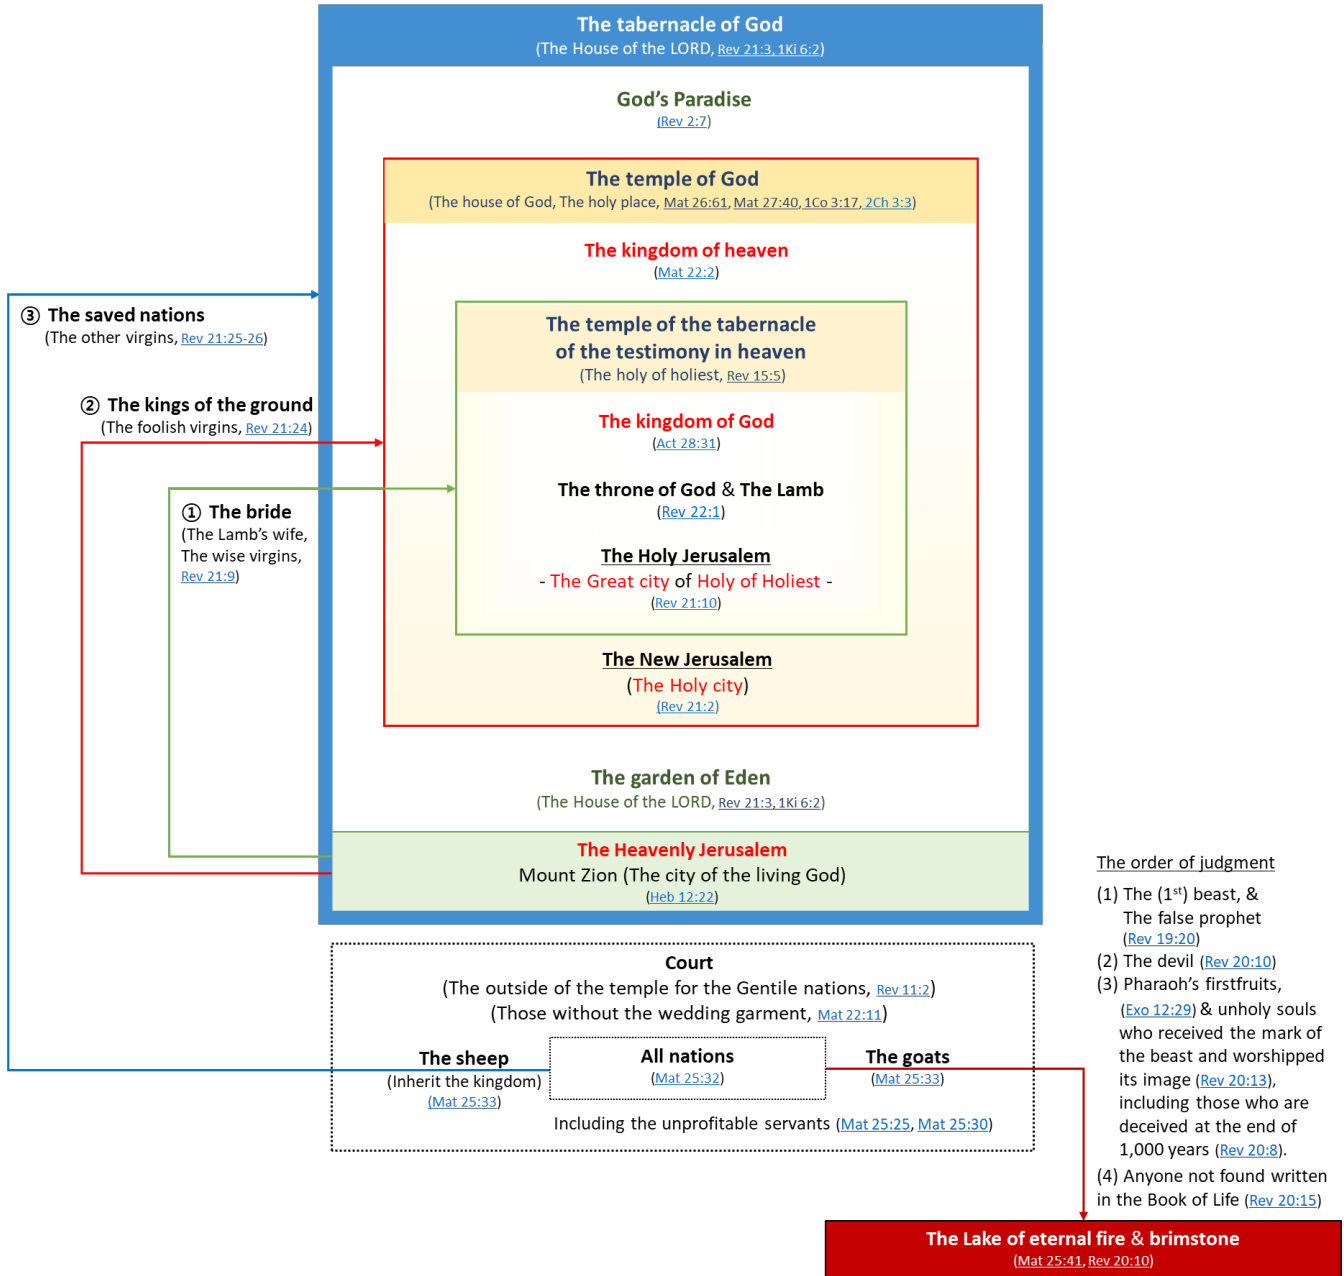 The tabernacle of God
(The House of the LORD, Rev 21:3, 1Ki 6:2)
God's Paradise
(Rev 2:7)
The temple of God
(The house of God, The holy place, Mat 26:61, Mat 27:40, 1Co 3:17, 2Ch 3:3)
The kingdom of heaven
(Mat 22:2)
The temple of the tabernacle
of the testimony in heaven
(The holy of holiest, Rev 15:5)
The kingdom of God
(Act 28:31)
The throne of God & The Lamb
(Rev 22:1)
The Holy Jerusalem
- The Great city of Holy of Holiest -
(Rev 21:10)
The New Jerusalem
(The Holy city)
(Rev 21:2)
The garden of Eden
(The House of the LORD, Rev 21:3, 1Ki 6:2)
The Heavenly Jerusalem
Mount Zion (The city of the living God)
(Heb 12:22)
③ The saved nations
(The other virgins, Rev 21:25-26)
② The kings of the ground
(The foolish virgins, Rev 21:24)
① The bride
(The Lamb's wife,
The wise virgins,
Rev 21:9)
Court
(The outside of the temple for the Gentile nations, Rev 11:2)
(Those without the wedding garment, Mat 22:11)
The sheep
(Inherit the kingdom)
(Mat 25:33)
All nations
(Mat 25:32)
The goats
(Mat 25:33)
Including the unprofitable servants (Mat 25:25, Mat 25:30)
The order of judgment
(1) The (1st) beast, &
The false prophet
(Rev 19:20)
(2) The devil (Rev 20:10)
(3) Pharaoh's firstfruits,
(Exo 12:29) & unholy souls
who received the mark of
the beast and worshipped
its image (Rev 20:13),
including those who are
deceived at the end of
1,000 years (Rev 20:8).
(4) Anyone not found written
in the Book of Life (Rev 20:15)
The Lake of eternal fire & brimstone
(Mat 25:41, Rev 20:10)